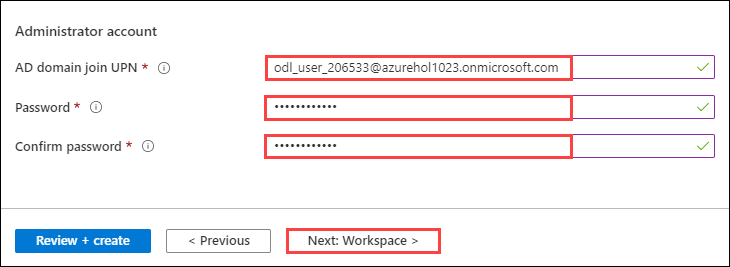 Administrator account
AD domain join UPN * odl_user_206533@azurehol1023.onmicrosoft.com
Password * ••••••••••••
Confirm password * ••••••••••••
Review + create < Previous Next: Workspace >